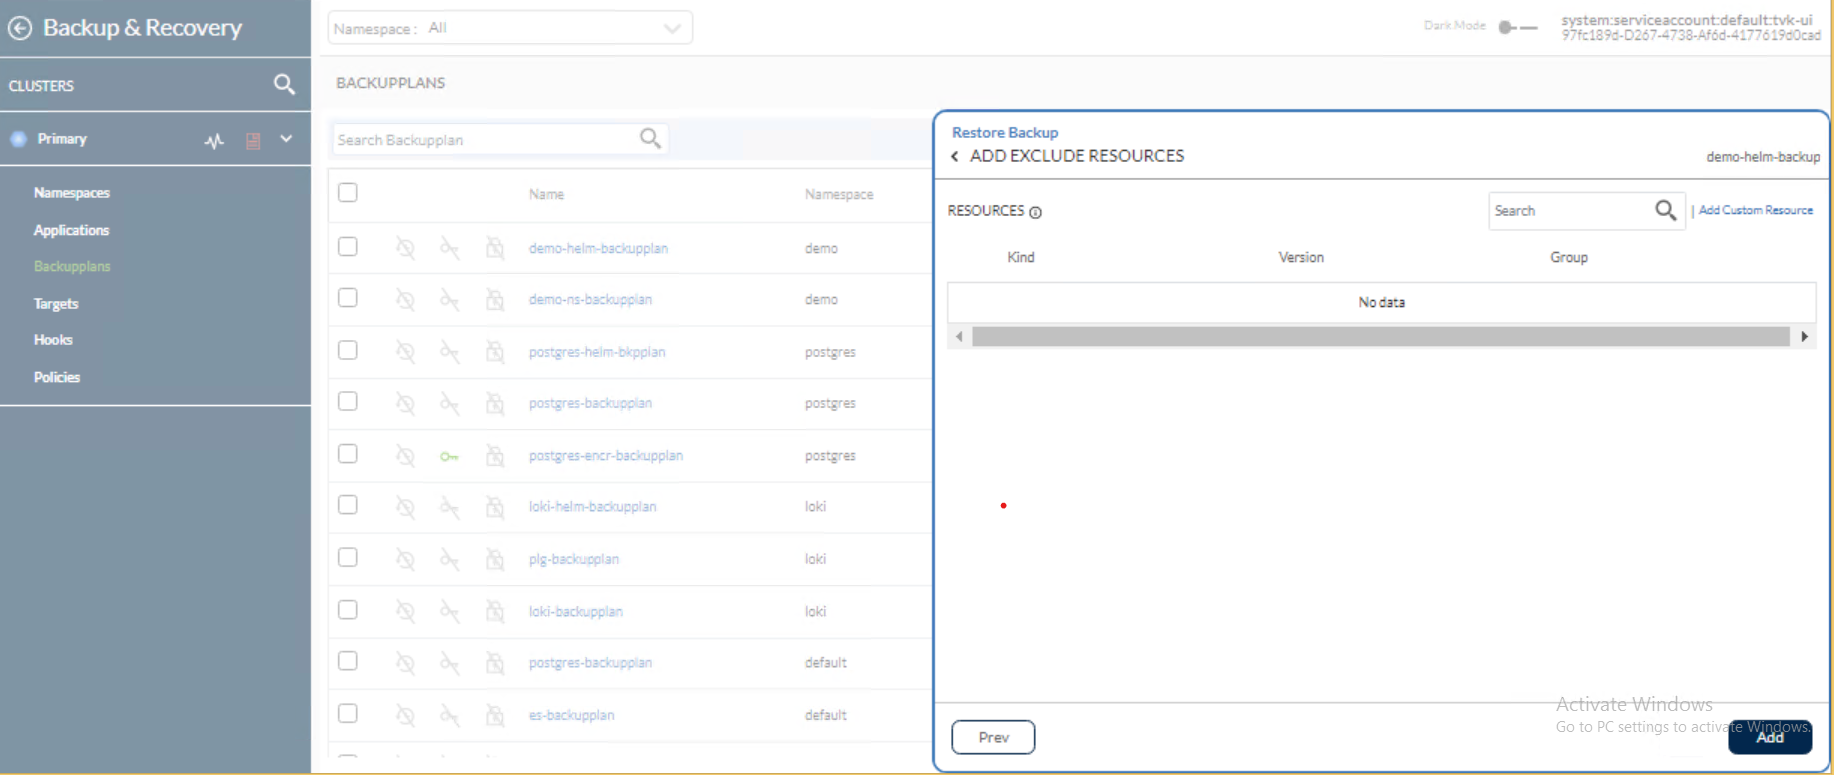 Backup & Recovery
Namespace : All
Dark Mode
system:serviceaccount:default:tvk-ui
97fc189d-D267-4738-Af6d-4177619d0cad
CLUSTERS
BACKUPPLANS
Primary
Search Backupplan
Namespaces
Applications
Backupplans
Targets
Hooks
Policies
Name Namespace
demo-helm-backupplan demo
demo-ns-backupplan demo
postgres-helm-bkpplan postgres
postgres-backupplan postgres
postgres-encr-backupplan postgres
loki-helm-backupplan loki
plg-backupplan loki
loki-backupplan loki
postgres-backupplan default
es-backupplan default
Restore Backup
ADD EXCLUDE RESOURCES
demo-helm-backup
RESOURCES
Search
| Add Custom Resource
Kind Version Group
No data
Activate Windows
Go to PC settings to activate Windows.
Prev
Add